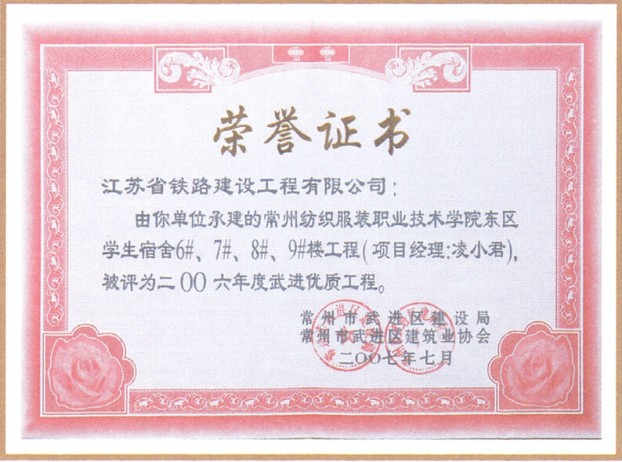 荣誉证书
江苏省铁路建设工程有限公司：
由你单位承建的常州纺织服装职业技术学院东区
学生宿舍6#、7#、8#、9#楼工程(项目经理:凌小君)，
被评为二〇〇六年度武进优质工程。
常州市武进区建设局
常州市武进区建筑业协会
二〇〇七年七月